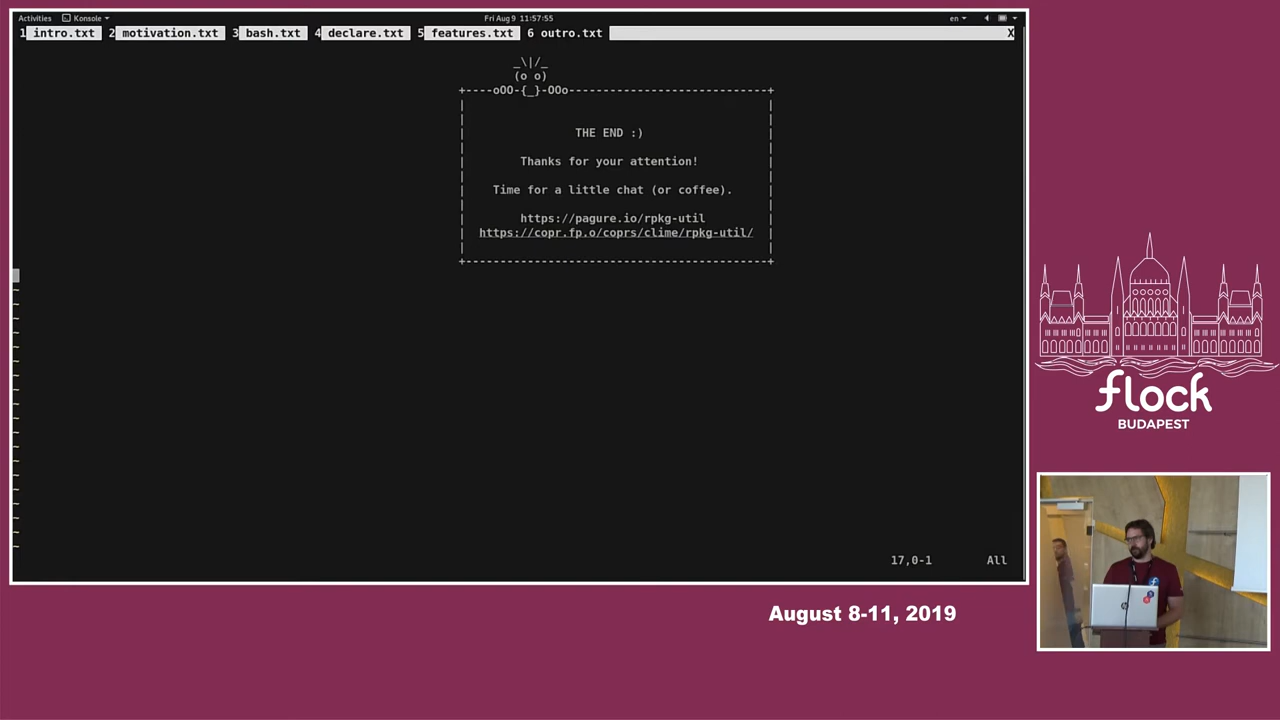 Activities Konsole Fri Aug 9 11:57:55 en
1 intro.txt 2 motivation.txt 3 bash.txt 4 declare.txt 5 features.txt 6 outro.txt X
_\|/_
(o o)
+----oOO-{_}-OOo-----------------------------+
THE END :)
Thanks for your attention!
Time for a little chat (or coffee).
https://pagure.io/rpkg-util
https://copr.fp.o/coprs/clime/rpkg-util/
+---------------------------------------------+
17,0-1 All
flock
BUDAPEST
August 8-11, 2019